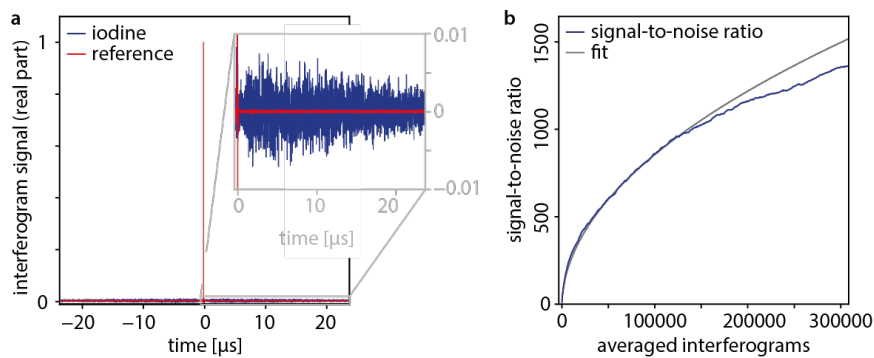 a
iodine
reference
interferogram signal (real part)
1
0
−20
−10
0
10
20
time [µs]
0.01
0
−0.01
0
10
20
time [µs]
b
signal-to-noise ratio
fit
signal-to-noise ratio
1500
1000
500
0
0
100000
200000
300000
averaged interferograms